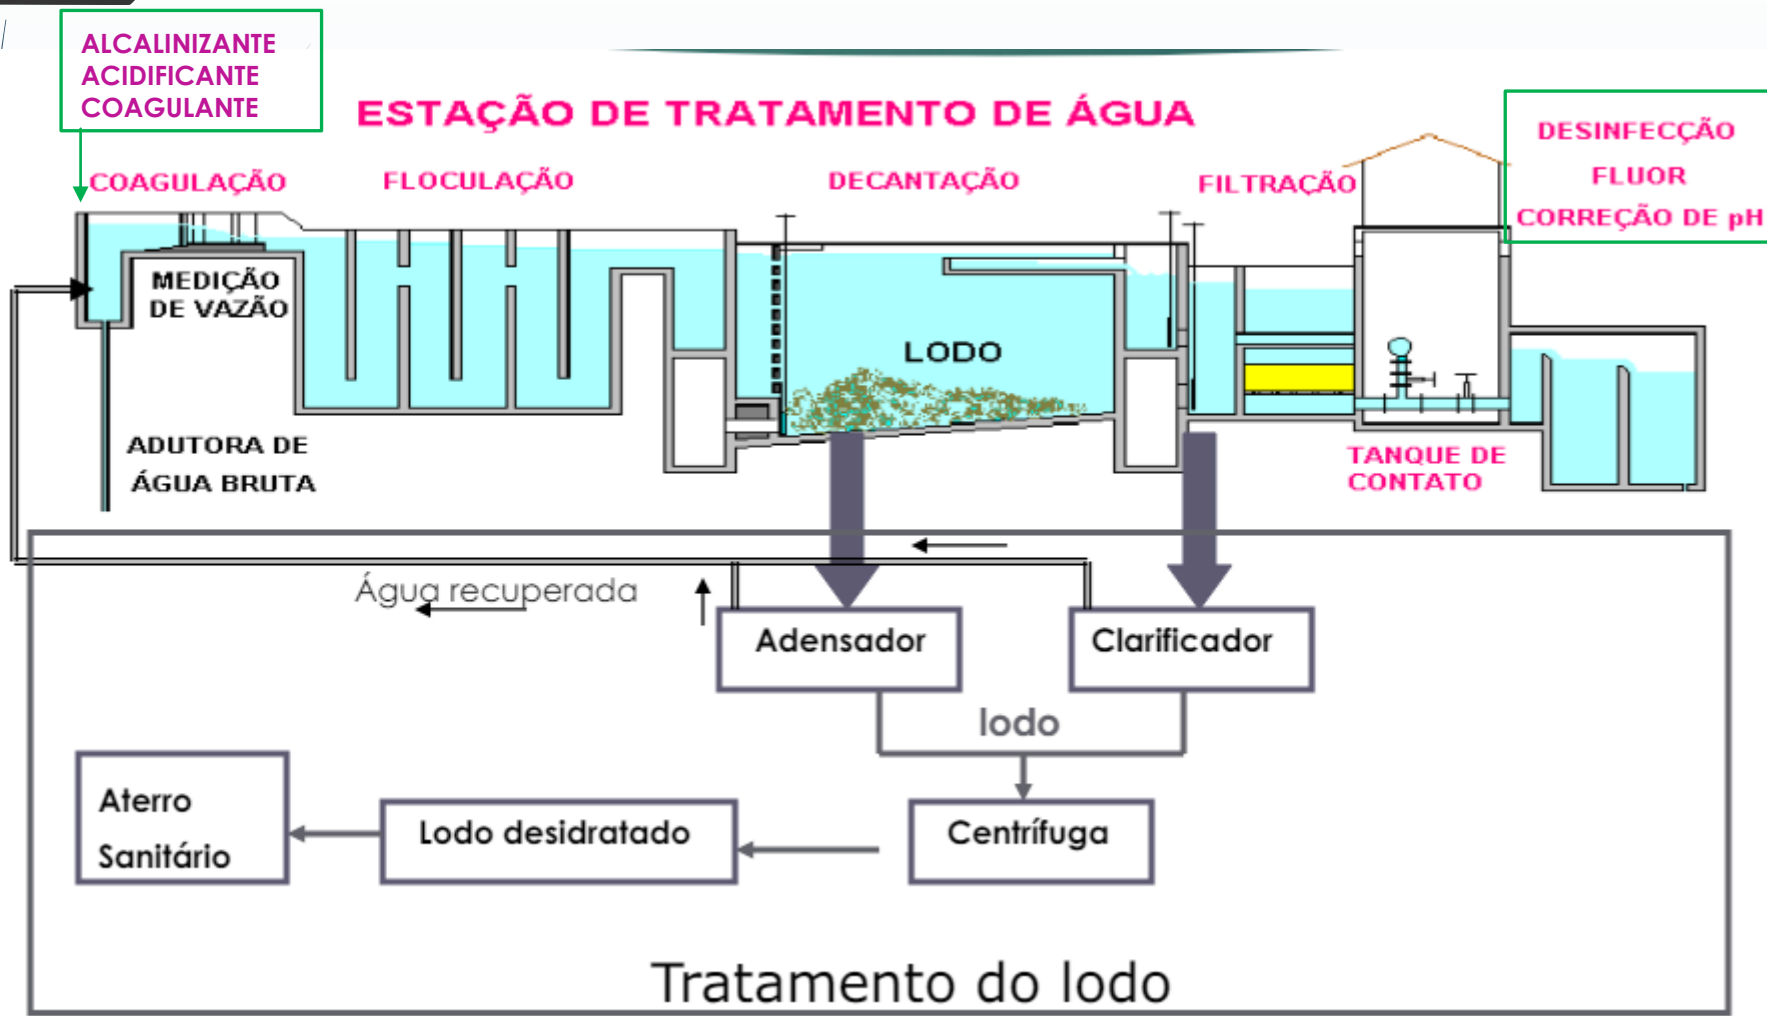 ALCALINIZANTE
ACIDIFICANTE
COAGULANTE
ESTAÇÃO DE TRATAMENTO DE ÁGUA
DESINFECÇÃO
FLUOR
CORREÇÃO DE pH
COAGULAÇÃO
FLOCULAÇÃO
DECANTAÇÃO
FILTRAÇÃO
MEDIÇÃO
DE VAZÃO
LODO
ADUTORA DE
ÁGUA BRUTA
TANQUE DE
CONTATO
Água recuperada
Adensador
Clarificador
lodo
Aterro
Sanitário
Lodo desidratado
Centrífuga
Tratamento do lodo